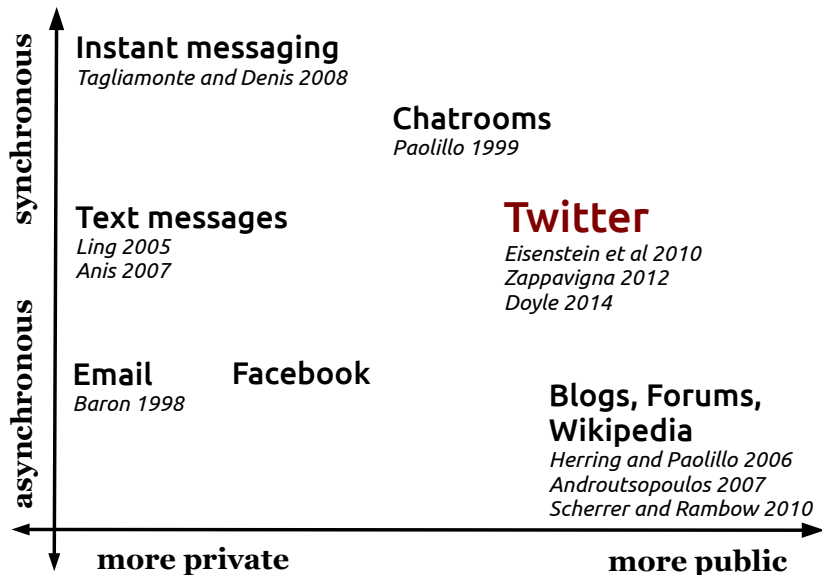 synchronous
asynchronous
Instant messaging
Tagliamonte and Denis 2008
Chatrooms
Paolillo 1999
Text messages
Ling 2005
Anis 2007
Twitter
Eisenstein et al 2010
Zappavigna 2012
Doyle 2014
Email
Baron 1998
Facebook
Blogs, Forums,
Wikipedia
Herring and Paolillo 2006
Androutsopoulos 2007
Scherrer and Rambow 2010
more private
more public